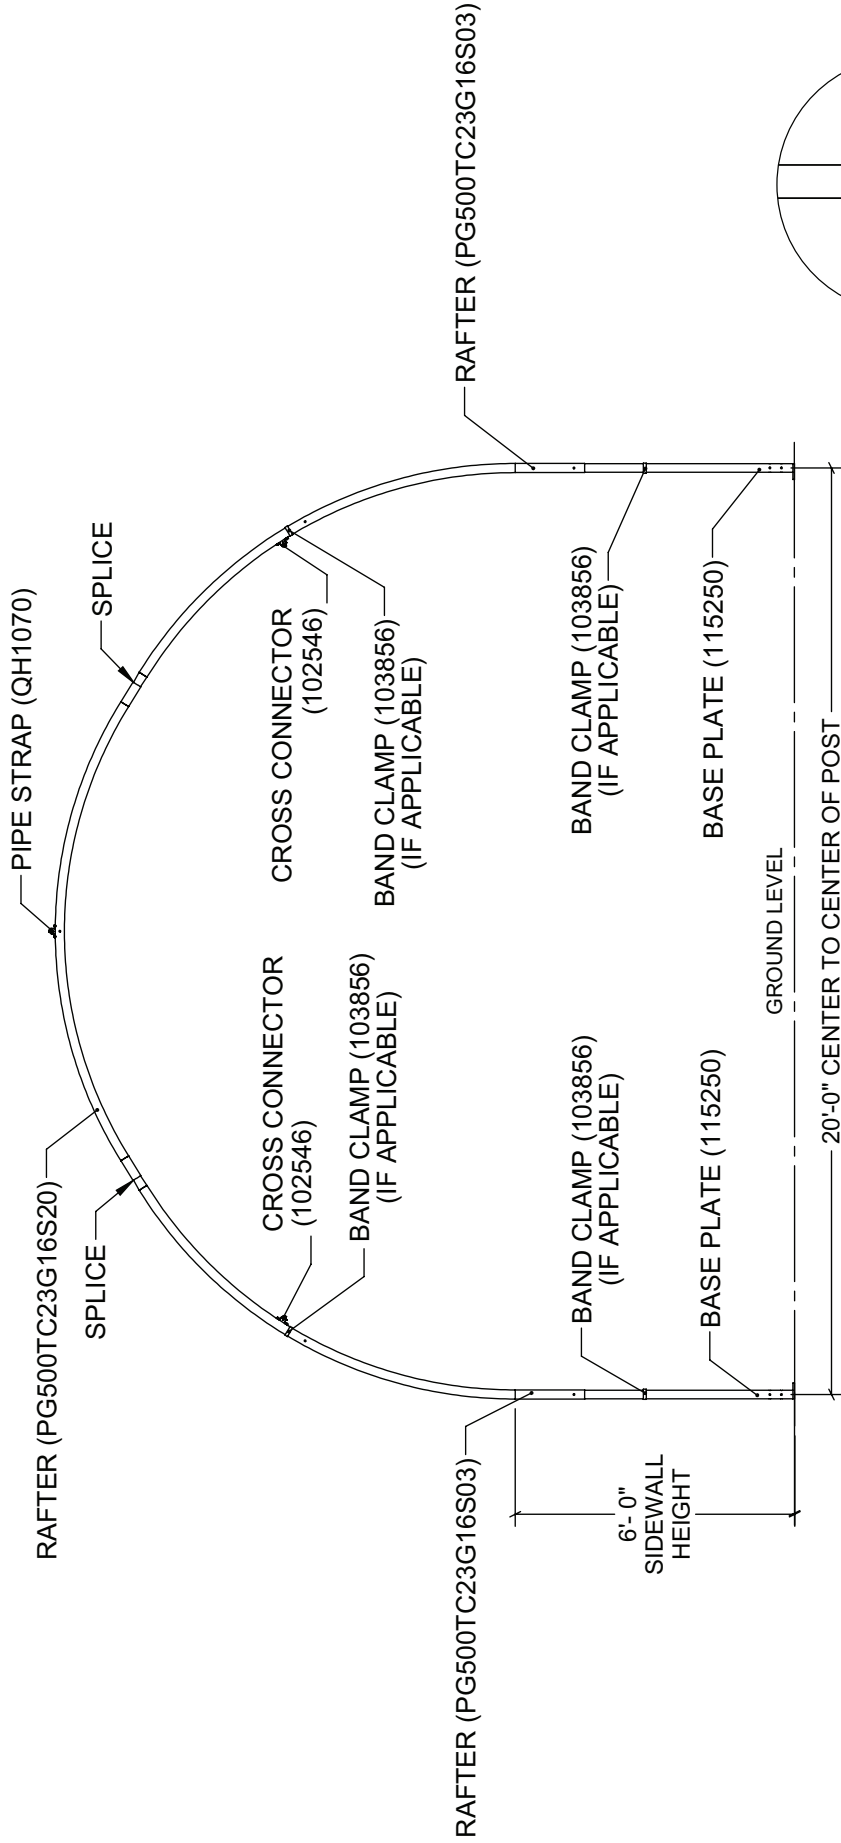 PIPE STRAP (QH1070)
RAFTER (PG500TC23G16S20)
SPLICE
SPLICE
CROSS CONNECTOR
(102546)
CROSS CONNECTOR
(102546)
BAND CLAMP (103856)
(IF APPLICABLE)
BAND CLAMP (103856)
(IF APPLICABLE)
RAFTER (PG500TC23G16S03)
RAFTER (PG500TC23G16S03)
6'- 0"
SIDEWALL
HEIGHT
BAND CLAMP (103856)
(IF APPLICABLE)
BAND CLAMP (103856)
(IF APPLICABLE)
BASE PLATE (115250)
BASE PLATE (115250)
GROUND LEVEL
20'-0" CENTER TO CENTER OF POST